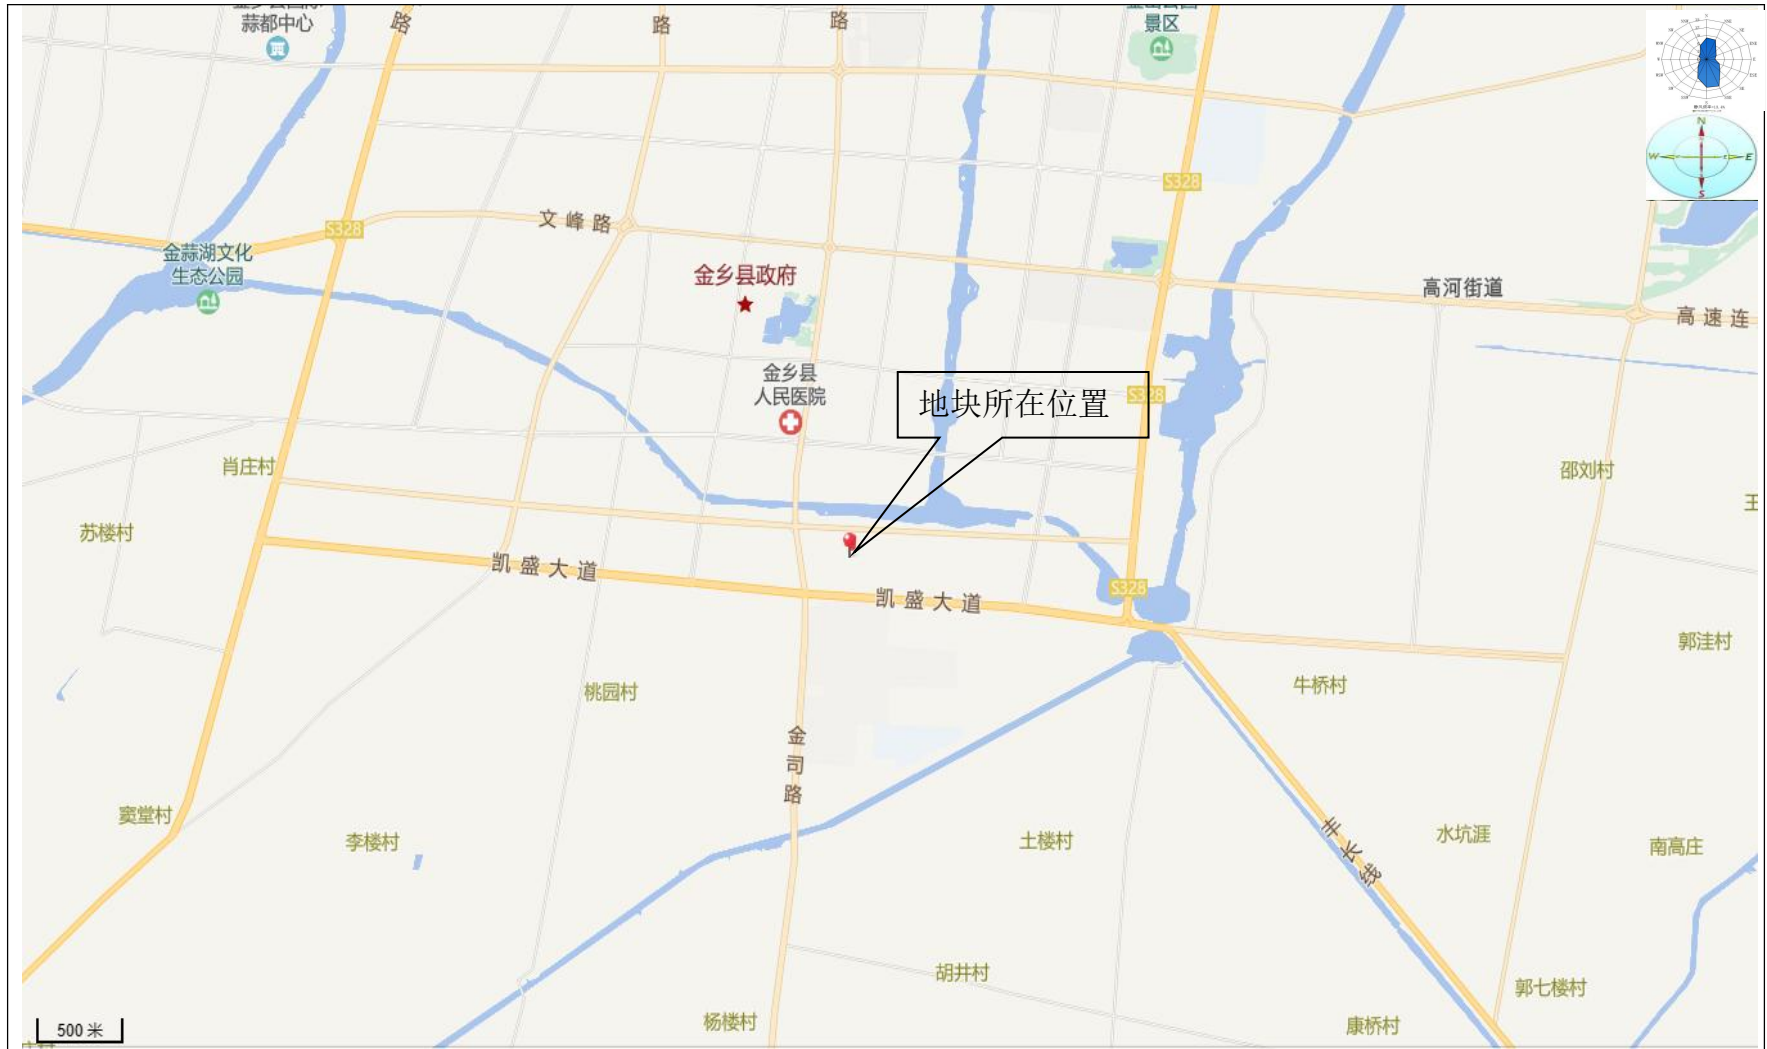 蒜都中心
路
路
路
景区
N
W
E
S
S328
S328
文峰路
金蒜湖文化
生态公园
金乡县政府
高河街道
高速连
金乡县
人民医院
地块所在位置
S328
肖庄村
邵刘村
苏楼村
王
凯盛大道
S328
凯盛大道
郭洼村
牛桥村
桃园村
金司路
窦堂村
李楼村
土楼村
丰长线
水坑涯
南高庄
胡井村
郭七楼村
杨楼村
康桥村
500 米